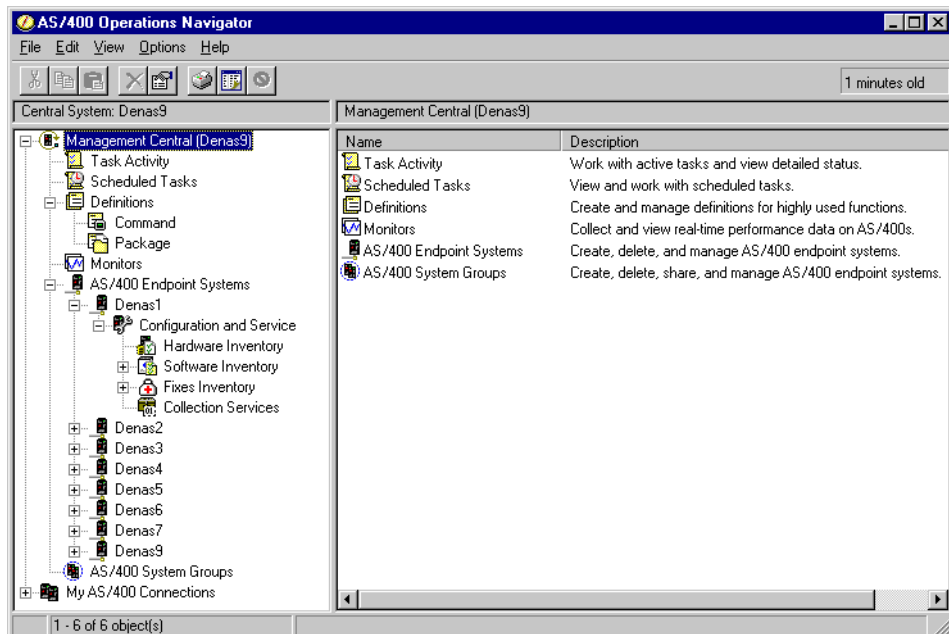 AS/400 Operations Navigator
File Edit View Options Help
1 minutes old
Central System: Denas9
Management Central (Denas9)
Management Central (Denas9)
Task Activity
Scheduled Tasks
Definitions
Command
Package
Monitors
AS/400 Endpoint Systems
Denas1
Configuration and Service
Hardware Inventory
Software Inventory
Fixes Inventory
Collection Services
Denas2
Denas3
Denas4
Denas5
Denas6
Denas7
Denas9
AS/400 System Groups
My AS/400 Connections
Name Description
Task Activity Work with active tasks and view detailed status.
Scheduled Tasks View and work with scheduled tasks.
Definitions Create and manage definitions for highly used functions.
Monitors Collect and view real-time performance data on AS/400s.
AS/400 Endpoint Systems Create, delete, and manage AS/400 endpoint systems.
AS/400 System Groups Create, delete, share, and manage AS/400 endpoint systems.
1 - 6 of 6 object(s)